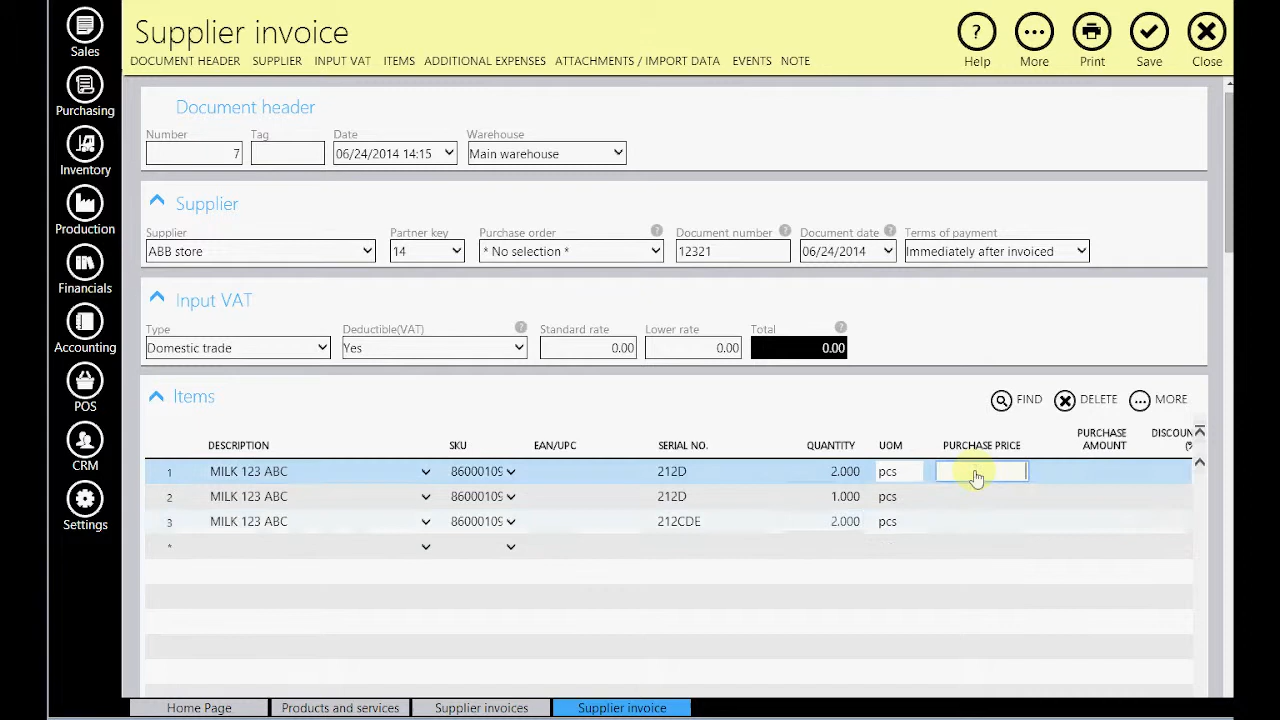 Supplier invoice
DOCUMENT HEADER SUPPLIER INPUT VAT ITEMS ADDITIONAL EXPENSES ATTACHMENTS / IMPORT DATA EVENTS NOTE
? Help
More
Print
Save
Close
Sales
Purchasing
Inventory
Production
Financials
Accounting
POS
CRM
Settings
Document header
Number Tag Date Warehouse
7 06/24/2014 14:15 Main warehouse
Supplier
Supplier Partner key Purchase order ? Document number ? Document date ? Terms of payment
ABB store 14 * No selection * 12321 06/24/2014 Immediately after invoiced
Input VAT
Type Deductible(VAT) ? Standard rate Lower rate Total ?
Domestic trade Yes 0.00 0.00 0.00
Items
FIND DELETE MORE
DESCRIPTION SKU EAN/UPC SERIAL NO. QUANTITY UOM PURCHASE PRICE PURCHASE AMOUNT
1 MILK 123 ABC 86000109 212D 2.000 pcs
2 MILK 123 ABC 86000109 212D 1.000 pcs
3 MILK 123 ABC 86000109 212CDE 2.000 pcs
*
Home Page Products and services Supplier invoices Supplier invoice